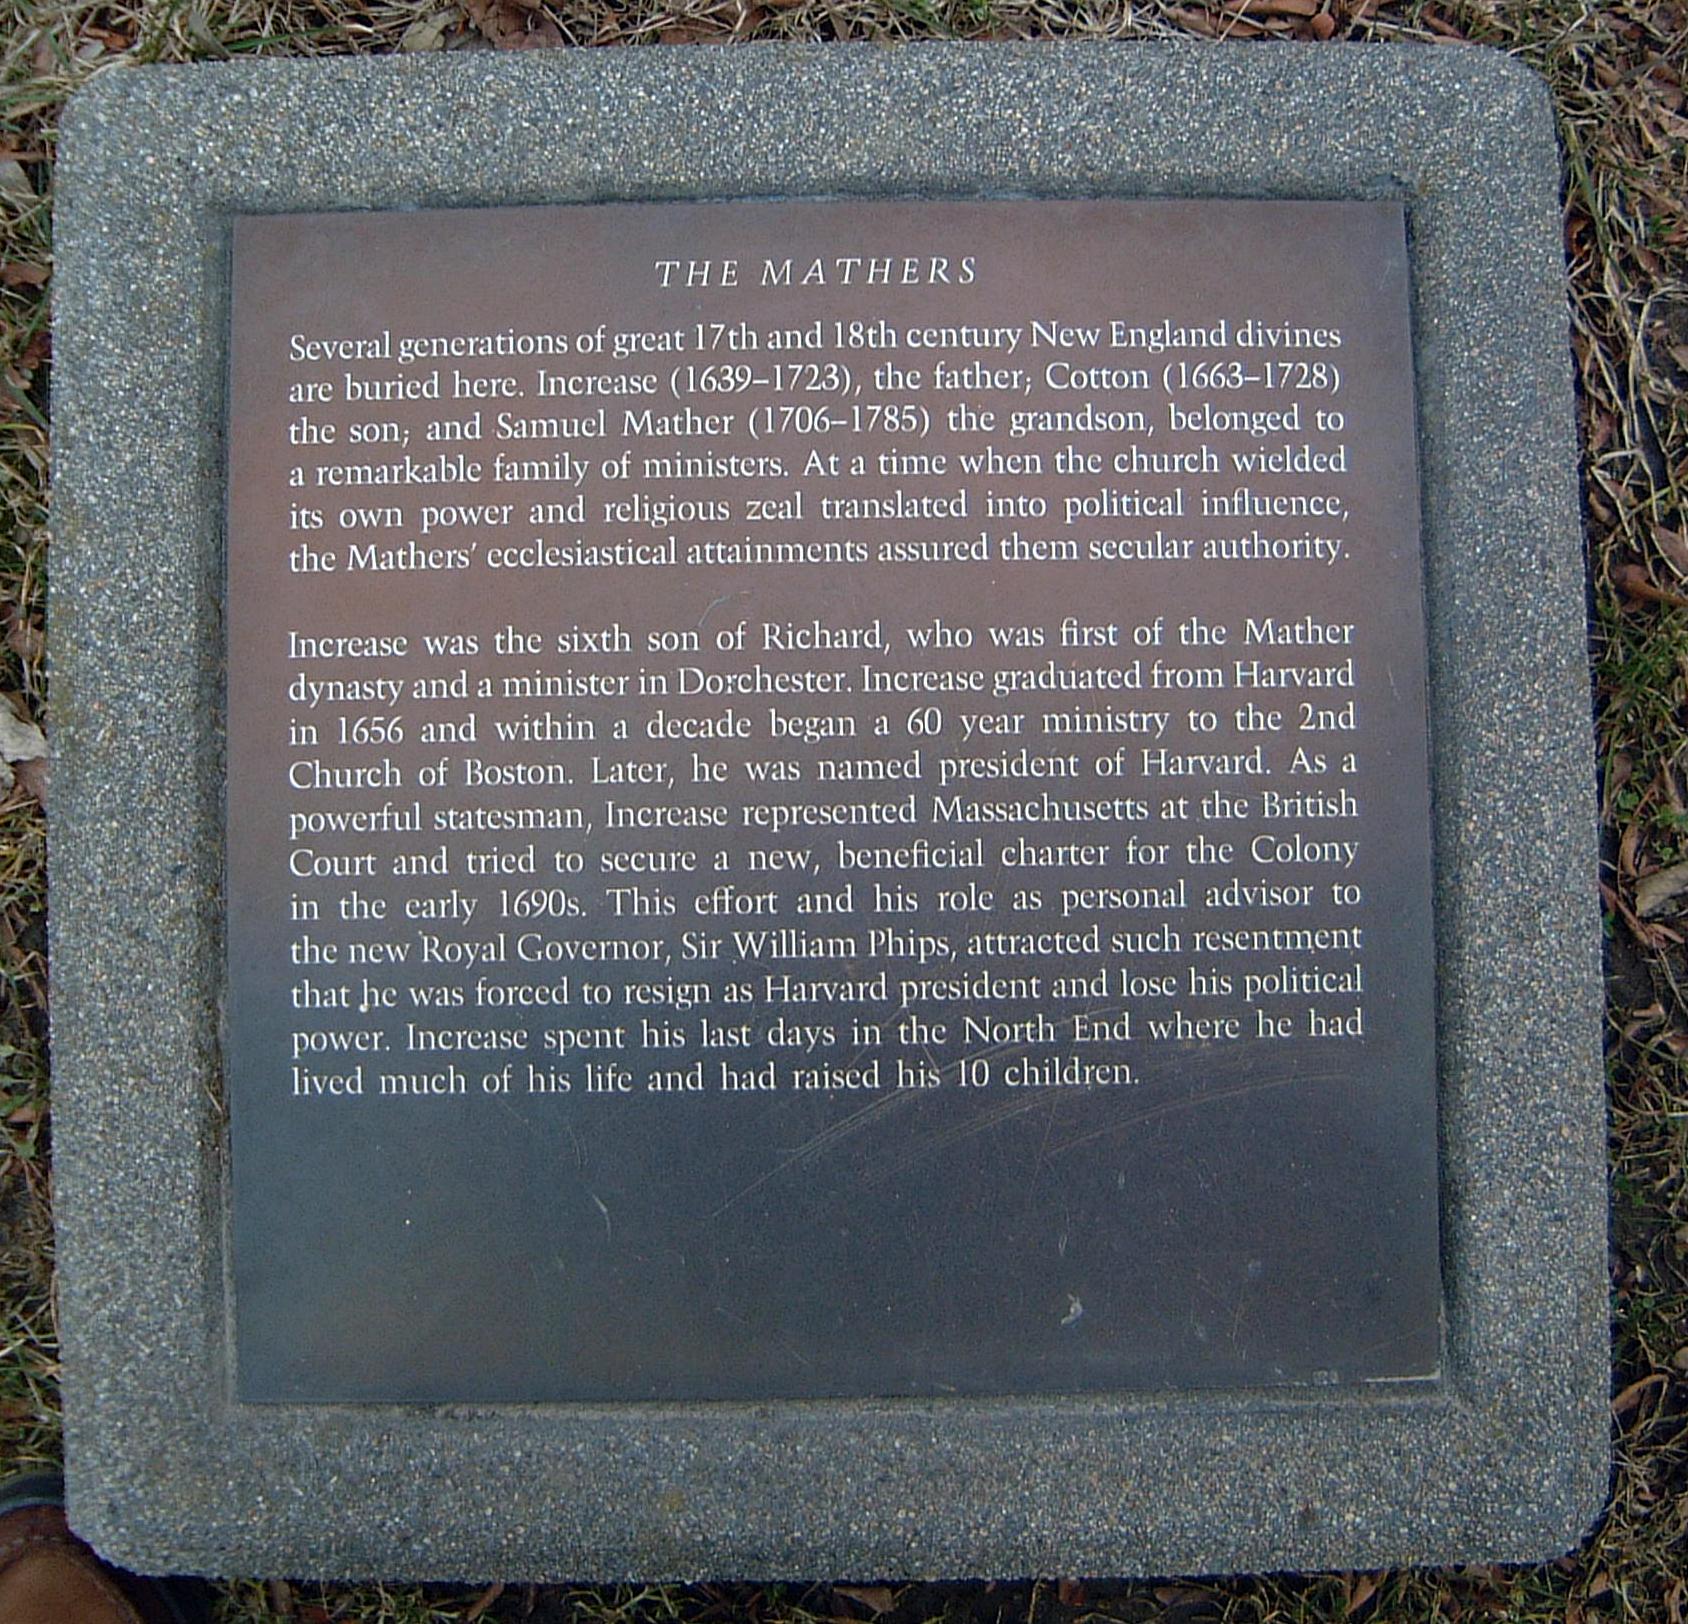 THE MATHERS
Several generations of great 17th and 18th century New England divines
are buried here. Increase (1639–1723), the father; Cotton (1663–1728)
the son; and Samuel Mather (1706–1785) the grandson, belonged to
a remarkable family of ministers. At a time when the church wielded
its own power and religious zeal translated into political influence,
the Mathers' ecclesiastical attainments assured them secular authority.
Increase was the sixth son of Richard, who was first of the Mather
dynasty and a minister in Dorchester. Increase graduated from Harvard
in 1656 and within a decade began a 60 year ministry to the 2nd
Church of Boston. Later, he was named president of Harvard. As a
powerful statesman, Increase represented Massachusetts at the British
Court and tried to secure a new, beneficial charter for the Colony
in the early 1690s. This effort and his role as personal advisor to
the new Royal Governor, Sir William Phips, attracted such resentment
that he was forced to resign as Harvard president and lose his political
power. Increase spent his last days in the North End where he had
lived much of his life and had raised his 10 children.